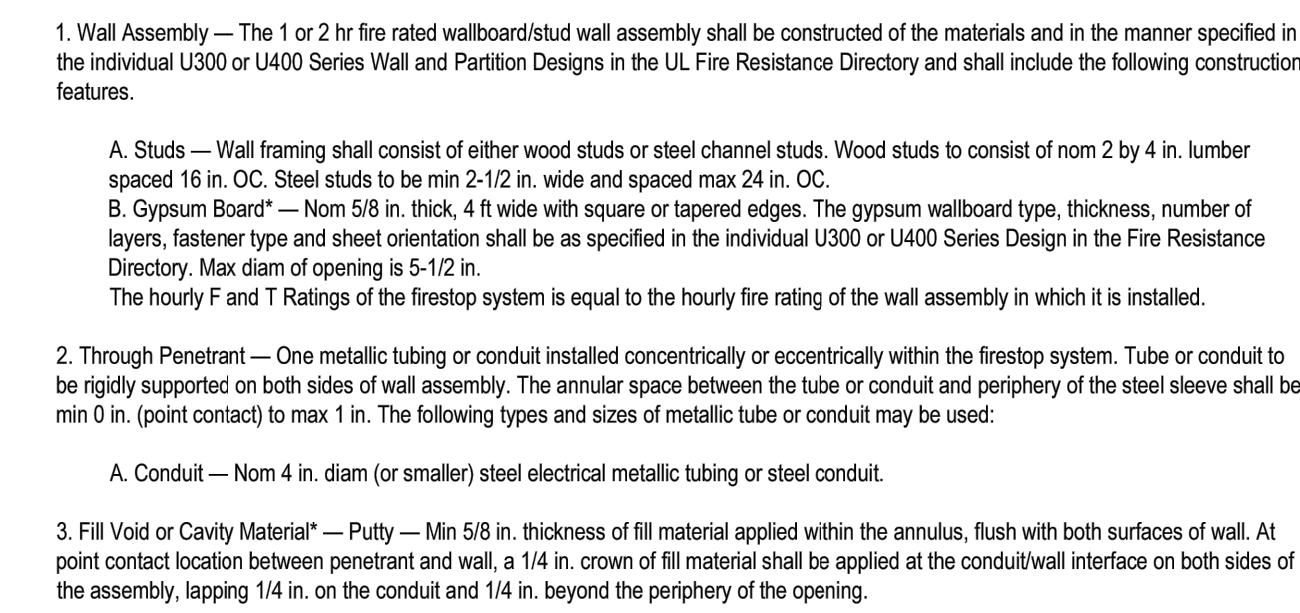 1. Wall Assembly — The 1 or 2 hr fire rated wallboard/stud wall assembly shall be constructed of the materials and in the manner specified in
the individual U300 or U400 Series Wall and Partition Designs in the UL Fire Resistance Directory and shall include the following construction
features.
A. Studs — Wall framing shall consist of either wood studs or steel channel studs. Wood studs to consist of nom 2 by 4 in. lumber
spaced 16 in. OC. Steel studs to be min 2-1/2 in. wide and spaced max 24 in. OC.
B. Gypsum Board* — Nom 5/8 in. thick, 4 ft wide with square or tapered edges. The gypsum wallboard type, thickness, number of
layers, fastener type and sheet orientation shall be as specified in the individual U300 or U400 Series Design in the Fire Resistance
Directory. Max diam of opening is 5-1/2 in.
The hourly F and T Ratings of the firestop system is equal to the hourly fire rating of the wall assembly in which it is installed.
2. Through Penetrant — One metallic tubing or conduit installed concentrically or eccentrically within the firestop system. Tube or conduit to
be rigidly supported on both sides of wall assembly. The annular space between the tube or conduit and periphery of the steel sleeve shall be
min 0 in. (point contact) to max 1 in. The following types and sizes of metallic tube or conduit may be used:
A. Conduit — Nom 4 in. diam (or smaller) steel electrical metallic tubing or steel conduit.
3. Fill Void or Cavity Material* — Putty — Min 5/8 in. thickness of fill material applied within the annulus, flush with both surfaces of wall. At
point contact location between penetrant and wall, a 1/4 in. crown of fill material shall be applied at the conduit/wall interface on both sides of
the assembly, lapping 1/4 in. on the conduit and 1/4 in. beyond the periphery of the opening.